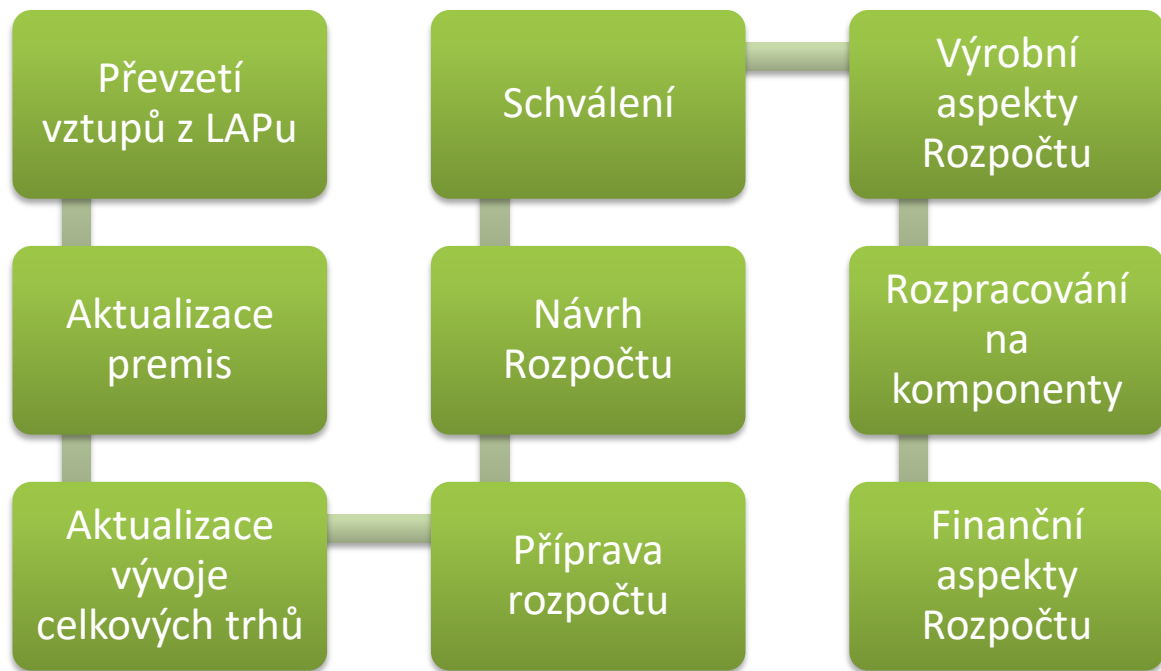 Převzetí
vztupů z LAPu
Aktualizace
premis
Aktualizace
vývoje
celkových trhů
Příprava
rozpočtu
Návrh
Rozpočtu
Schválení
Výrobní
aspekty
Rozpočtu
Rozpracování
na
komponenty
Finanční
aspekty
Rozpočtu